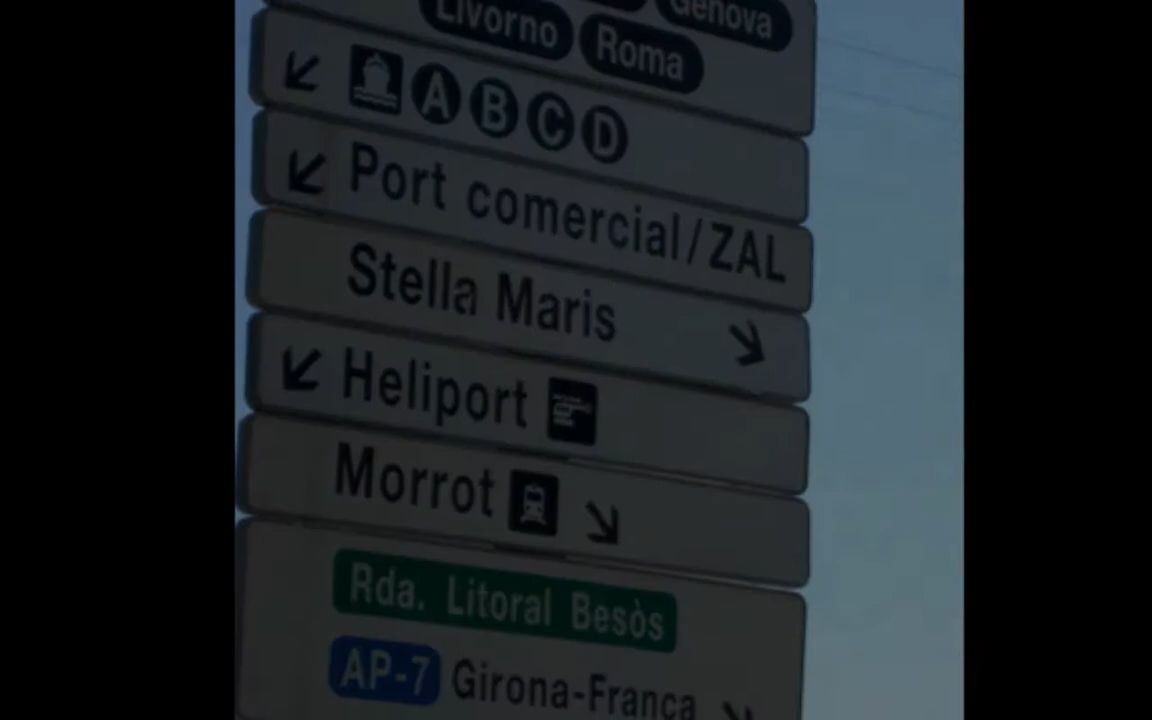 Genova
Livorno Roma
A B C D
Port comercial/ZAL
Stella Maris
Heliport
Morrot
Rda. Litoral Besòs
AP-7 Girona-França